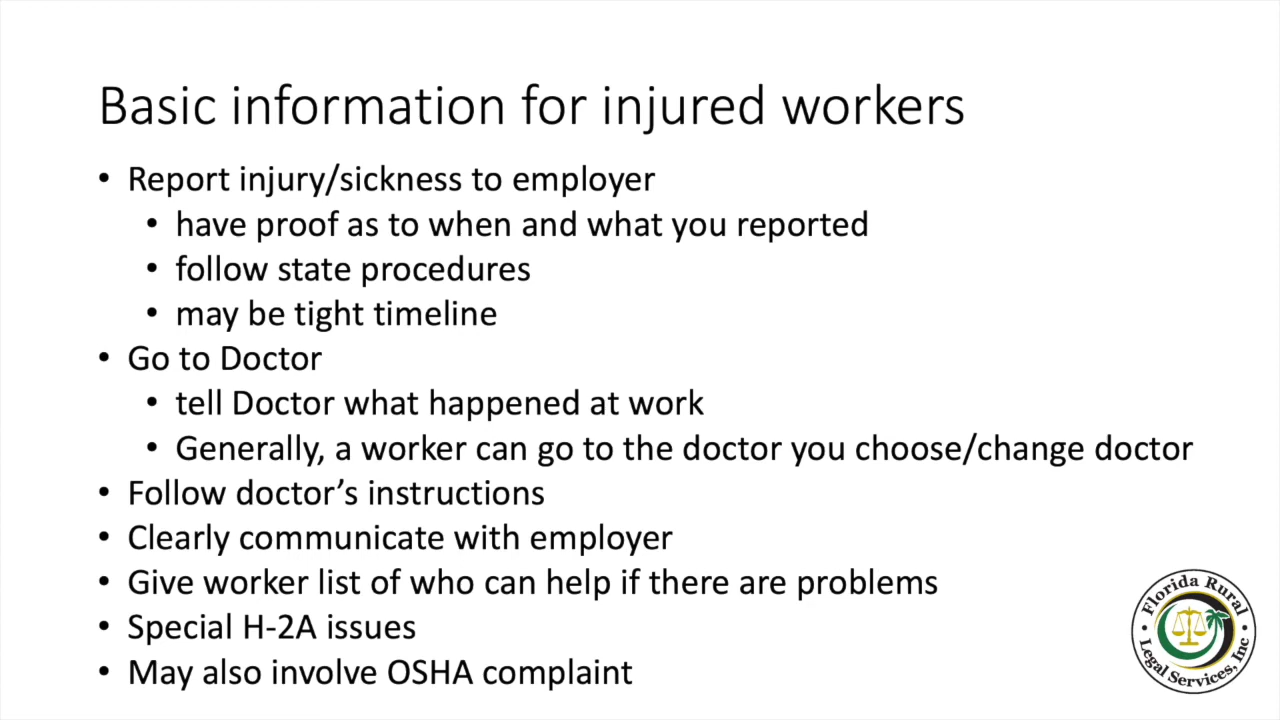 Basic information for injured workers
• Report injury/sickness to employer
• have proof as to when and what you reported
• follow state procedures
• may be tight timeline
• Go to Doctor
• tell Doctor what happened at work
• Generally, a worker can go to the doctor you choose/change doctor
• Follow doctor’s instructions
• Clearly communicate with employer
• Give worker list of who can help if there are problems
• Special H-2A issues
• May also involve OSHA complaint
Florida Rural
Legal Services, Inc